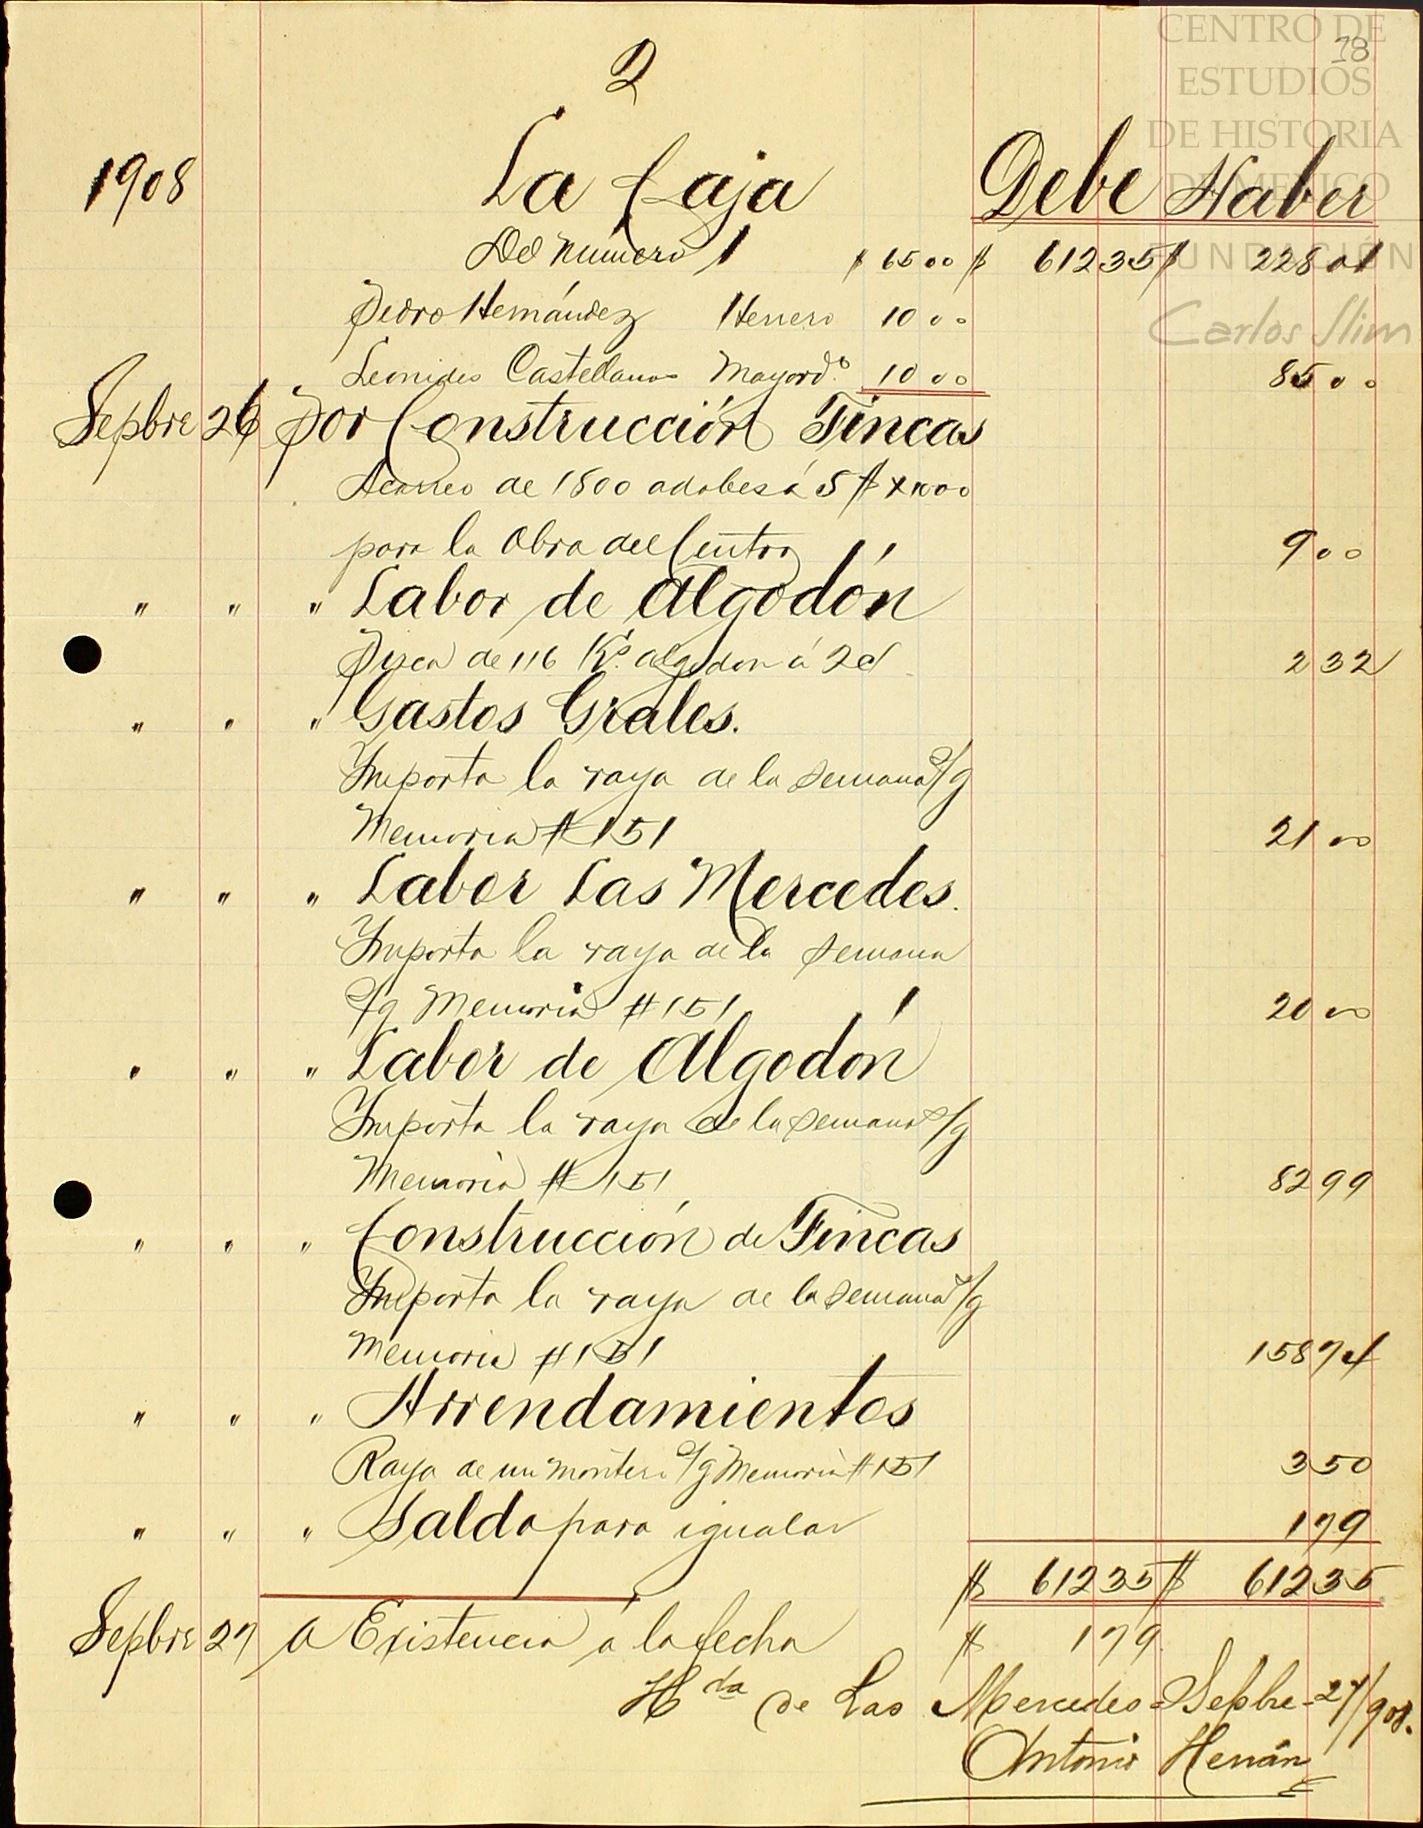 CENTRO DE
ESTUDIOS
DE HISTORIA
DE MÉXICO
FUNDACIÓN
Carlos Slim
78
2
1908 La Caja Debe Haber
Del número 1 $ 65 00 $ 612 35 $ 228 01
Pedro Hernández Herrero 10 00
Leonides Castellanos Mayordo. 10 00 85 00
Sepbre 26 Por Construcción Fincas
Acarreo de 1800 adobes á 5 $ X 1000
para la Obra del Centro 9 00
" " " Labor de Algodón
Pizca de 116 Ks. algodon á 2 c/ 2 32
" " " Gastos Grales.
Importa la raya de la semana s/g
Memoria # 151 21 00
" " " Labor Las Mercedes.
Importa la raya de la semana
s/g Memoria # 151 20 00
" " " Labor de Algodón
Importa la raya de la semana s/g
Memoria # 151 82 99
" " " Construcción de Fincas
Importa la raya de la semana s/g
Memoria # 151 158 74
" " " Arrendamientos
Raya de un montero s/g Memoria # 151 3 50
" " " Saldo para igualar 1 79
$ 612 35 $ 612 35
Sepbre 27 a Existencia á la fecha $ 1 79
Hda de Las Mercedes = Sepbre - 27/908.
Antonio Hernán